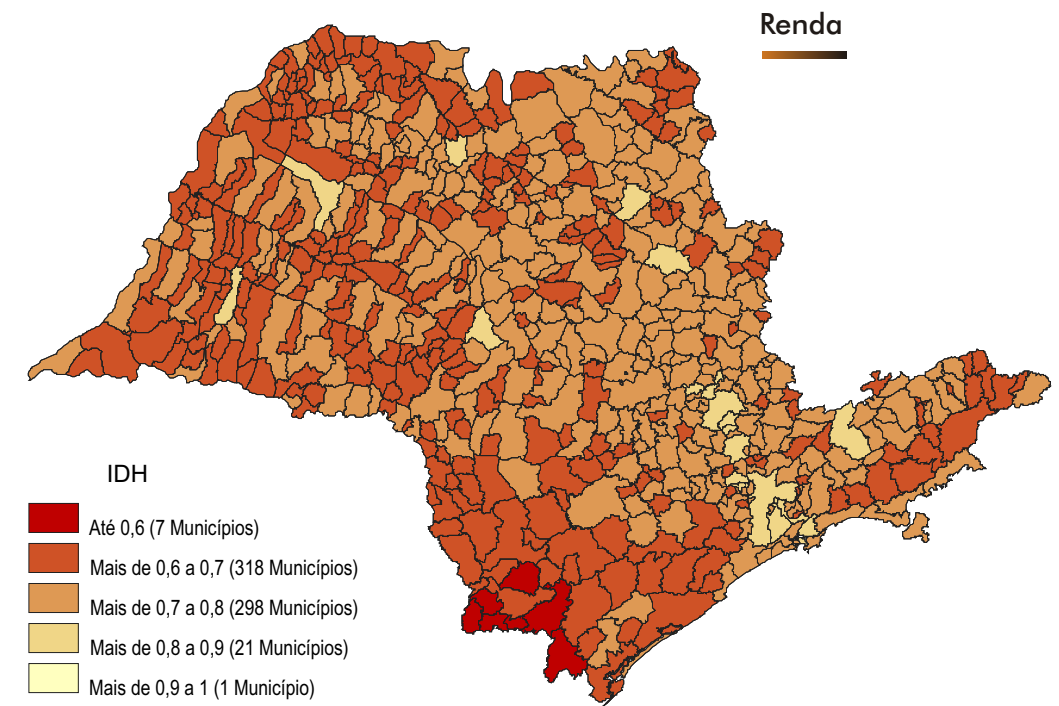 Renda
IDH
Até 0,6 (7 Municípios)
Mais de 0,6 a 0,7 (318 Municípios)
Mais de 0,7 a 0,8 (298 Municípios)
Mais de 0,8 a 0,9 (21 Municípios)
Mais de 0,9 a 1 (1 Município)